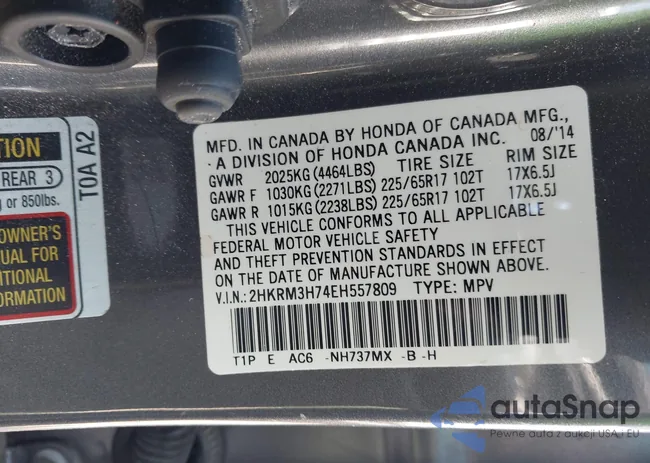 TION
REAR 3
g or 850lbs.
OWNER'S
UAL FOR
ITIONAL
FORMATION
T0A A2
MFD. IN CANADA BY HONDA OF CANADA MFG.,
A DIVISION OF HONDA CANADA INC. 08/'14
GVWR 2025KG(4464LBS) TIRE SIZE RIM SIZE
GAWR F 1030KG(2271LBS) 225/65R17 102T 17X6.5J
GAWR R 1015KG(2238LBS) 225/65R17 102T 17X6.5J
THIS VEHICLE CONFORMS TO ALL APPLICABLE
FEDERAL MOTOR VEHICLE SAFETY
AND THEFT PREVENTION STANDARDS IN EFFECT
ON THE DATE OF MANUFACTURE SHOWN ABOVE.
V.I.N.: 2HKRM3H74EH557809 TYPE: MPV
T1P E AC6 -NH737MX -B -H
autoSnap
Pewne auta z aukcji USA i EU